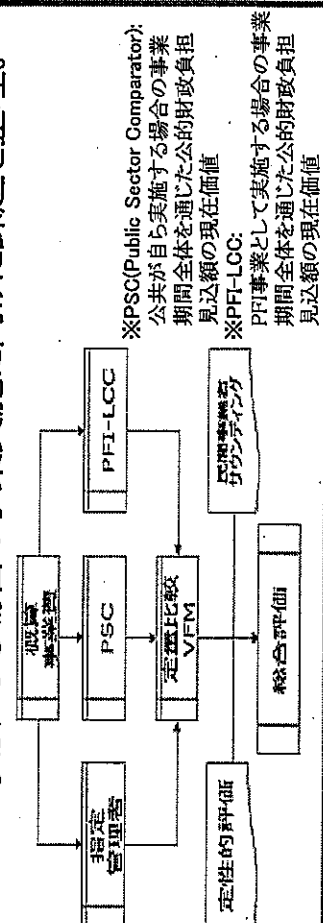 概算
事業費
指定
管理者
PSC
PFI-LCC
定量比較
VFM
定性的評価
民間事業者
サウンディング
総合評価
※PSC(Public Sector Comparator):
公共が自ら実施する場合の事業
期間全体を通じた公的財政負担
見込額の現在価値
※PFI-LCC:
PFI事業として実施する場合の事業
期間全体を通じた公的財政負担
見込額の現在価値